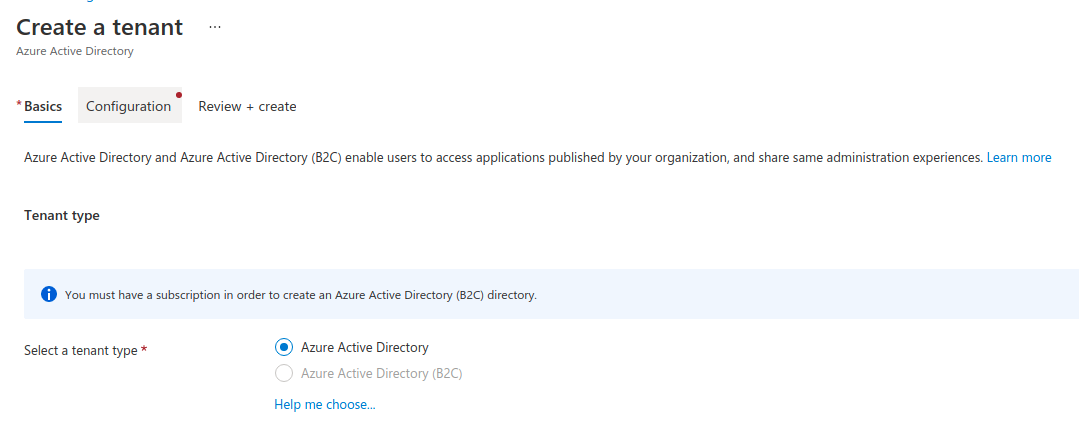 Create a tenant ...
Azure Active Directory
* Basics Configuration Review + create
Azure Active Directory and Azure Active Directory (B2C) enable users to access applications published by your organization, and share same administration experiences. Learn more
Tenant type
You must have a subscription in order to create an Azure Active Directory (B2C) directory.
Select a tenant type * Azure Active Directory
Azure Active Directory (B2C)
Help me choose...